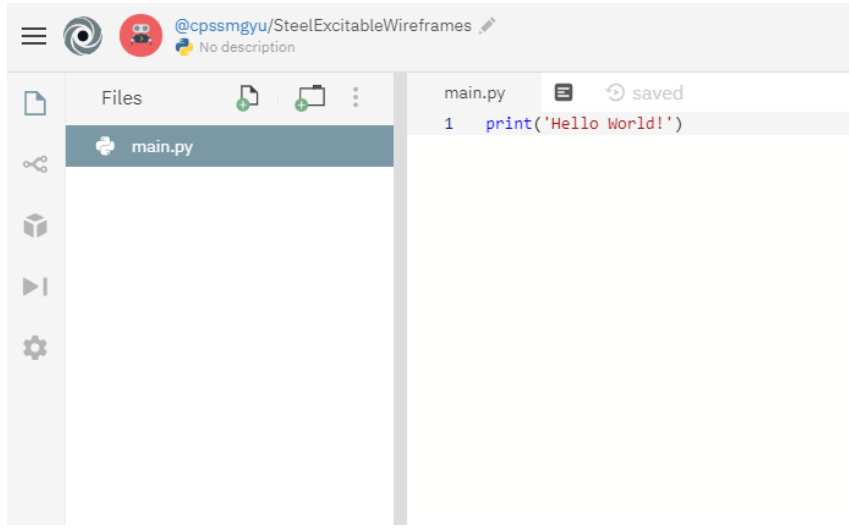 @cpssmgyu/SteelExcitableWireframes
No description
Files
main.py
main.py
saved
1 print('Hello World!')